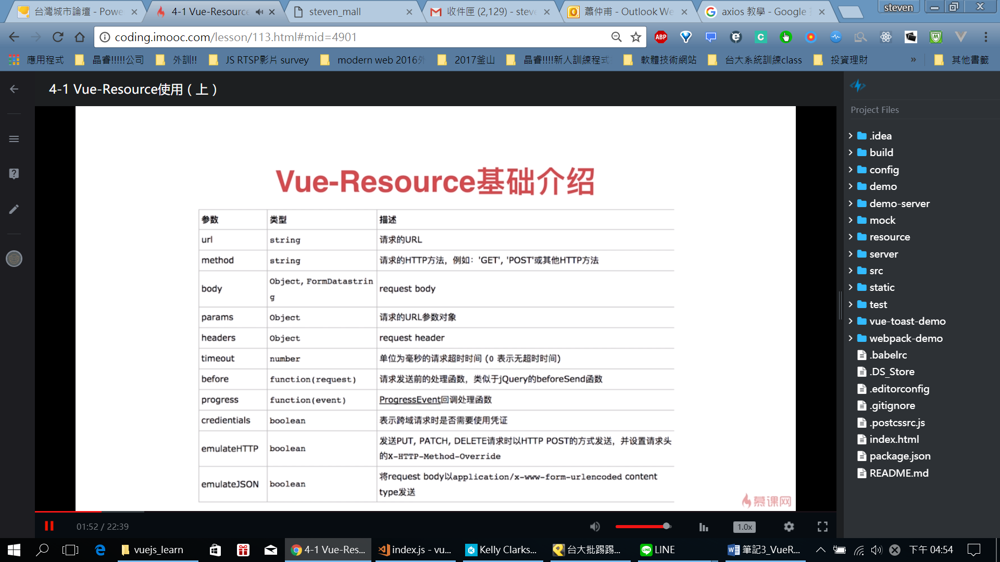 台灣城市論壇 - Powe
4-1 Vue-Resource
steven_mall
收件匣 (2,129) - steve
蕭仲甫 - Outlook We
axios 教學 - Google
steven
coding.imooc.com/lesson/113.html#mid=4901
ABP
應用程式
晶睿!!!!!公司
外訓!!
JS RTSP影片 survey
modern web 2016外
2017釜山
晶睿!!!!新人訓練程式
軟體技術網站
台大系統訓練class
投資理財
»
其他書籤
4-1 Vue-Resource使用 ( 上 )
Vue-Resource基础介绍
参数 类型 描述
url string 请求的URL
method string 请求的HTTP方法，例如：'GET', 'POST'或其他HTTP方法
body Object, FormDatastrin
g request body
params Object 请求的URL参数对象
headers Object request header
timeout number 单位为毫秒的请求超时时间 (0 表示无超时时间)
before function(request) 请求发送前的处理函数，类似于jQuery的beforeSend函数
progress function(event) ProgressEvent回调处理函数
credientials boolean 表示跨域请求时是否需要使用凭证
emulateHTTP boolean 发送PUT, PATCH, DELETE请求时以HTTP POST的方式发送，并设置请求头
的X-HTTP-Method-Override
emulateJSON boolean 将request body以application/x-www-form-urlencoded content
type发送
慕课网
01:52 / 22:39
1.0x
Project Files
.idea
build
config
demo
demo-server
mock
resource
server
src
static
test
vue-toast-demo
webpack-demo
.babelrc
.DS_Store
.editorconfig
.gitignore
.postcssrc.js
index.html
package.json
README.md
vuejs_learn
4-1 Vue-Res...
index.js - vu...
Kelly Clarks...
台大批踢踢...
LINE
筆記3_VueR...
下午 04:54